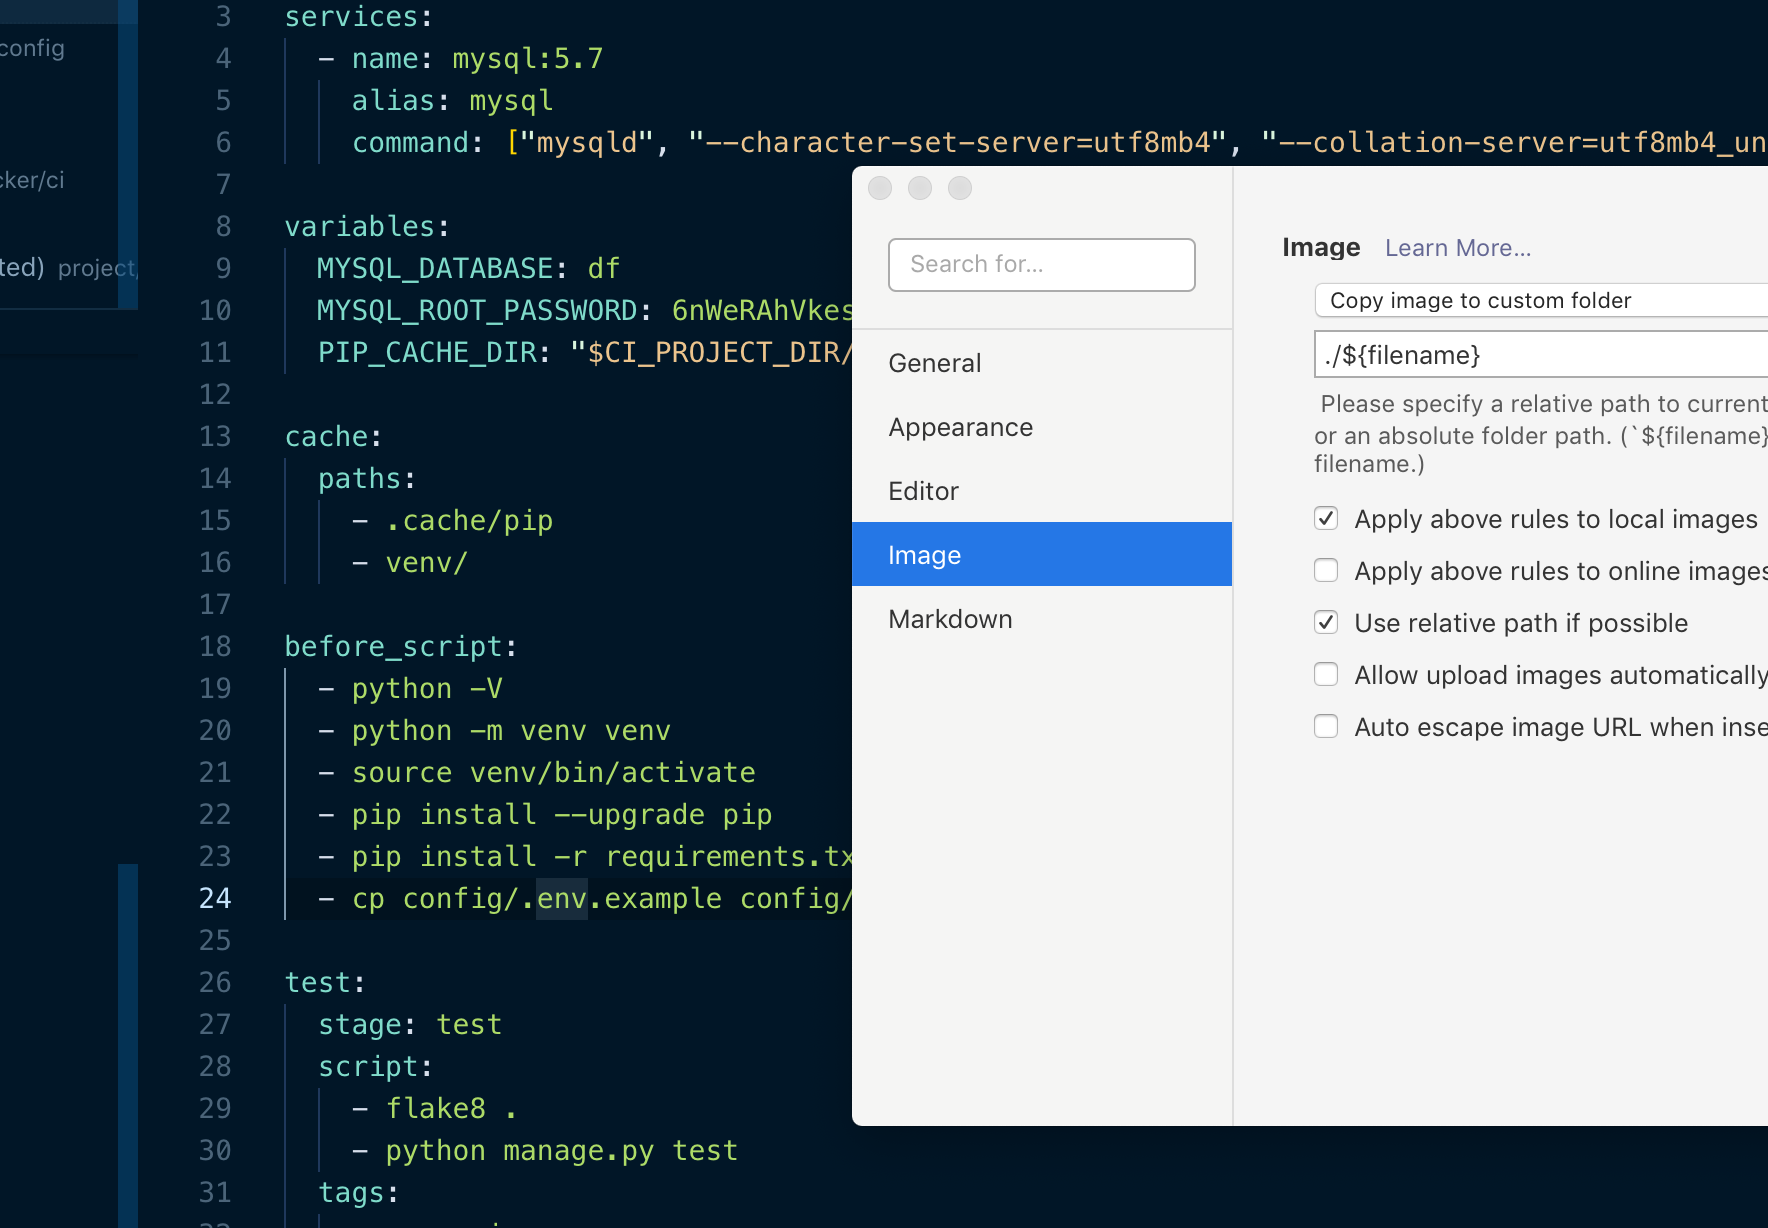 config
cker/ci
ted) project,
3 services:
4 - name: mysql:5.7
5 alias: mysql
6 command: ["mysqld", "--character-set-server=utf8mb4", "--collation-server=utf8mb4_un
7
8 variables:
9 MYSQL_DATABASE: df
10 MYSQL_ROOT_PASSWORD: 6nWeRAhVkes
11 PIP_CACHE_DIR: "$CI_PROJECT_DIR/
12
13 cache:
14 paths:
15 - .cache/pip
16 - venv/
17
18 before_script:
19 - python -V
20 - python -m venv venv
21 - source venv/bin/activate
22 - pip install --upgrade pip
23 - pip install -r requirements.tx
24 - cp config/.env.example config/
25
26 test:
27 stage: test
28 script:
29 - flake8 .
30 - python manage.py test
31 tags:
Search for...
General
Appearance
Editor
Image
Markdown
Image Learn More...
Copy image to custom folder
./${filename}
Please specify a relative path to current
or an absolute folder path. (`${filename}
filename.)
Apply above rules to local images
Apply above rules to online images
Use relative path if possible
Allow upload images automatically
Auto escape image URL when inse